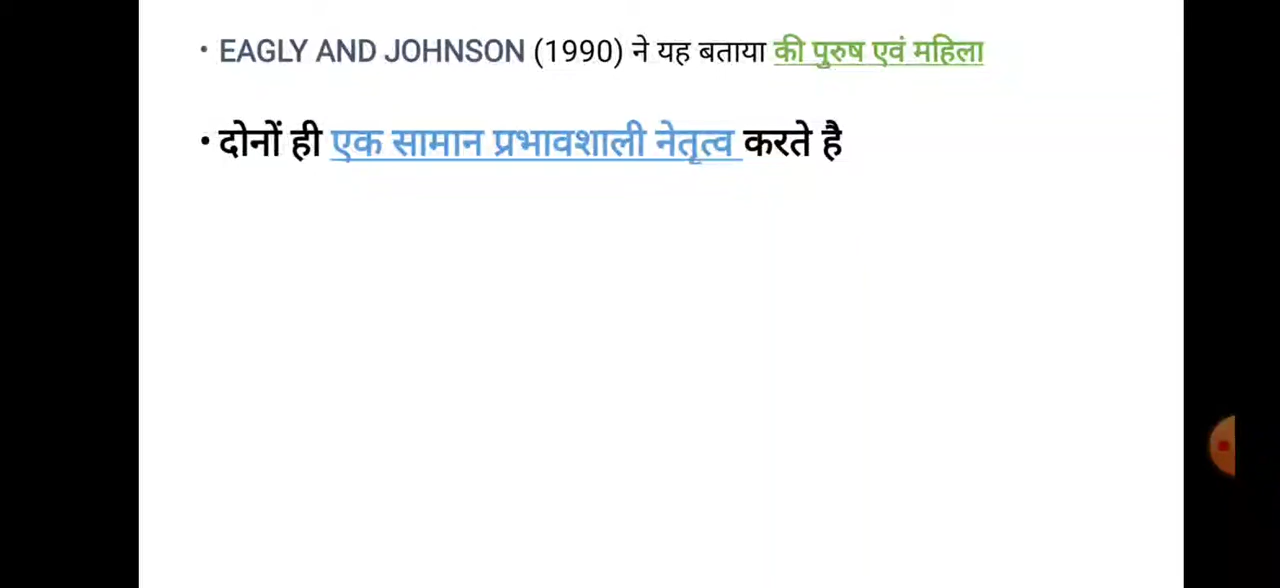 • EAGLY AND JOHNSON (1990) ने यह बताया की पुरुष एवं महिला
• दोनों ही एक सामान प्रभावशाली नेतृत्व करते है